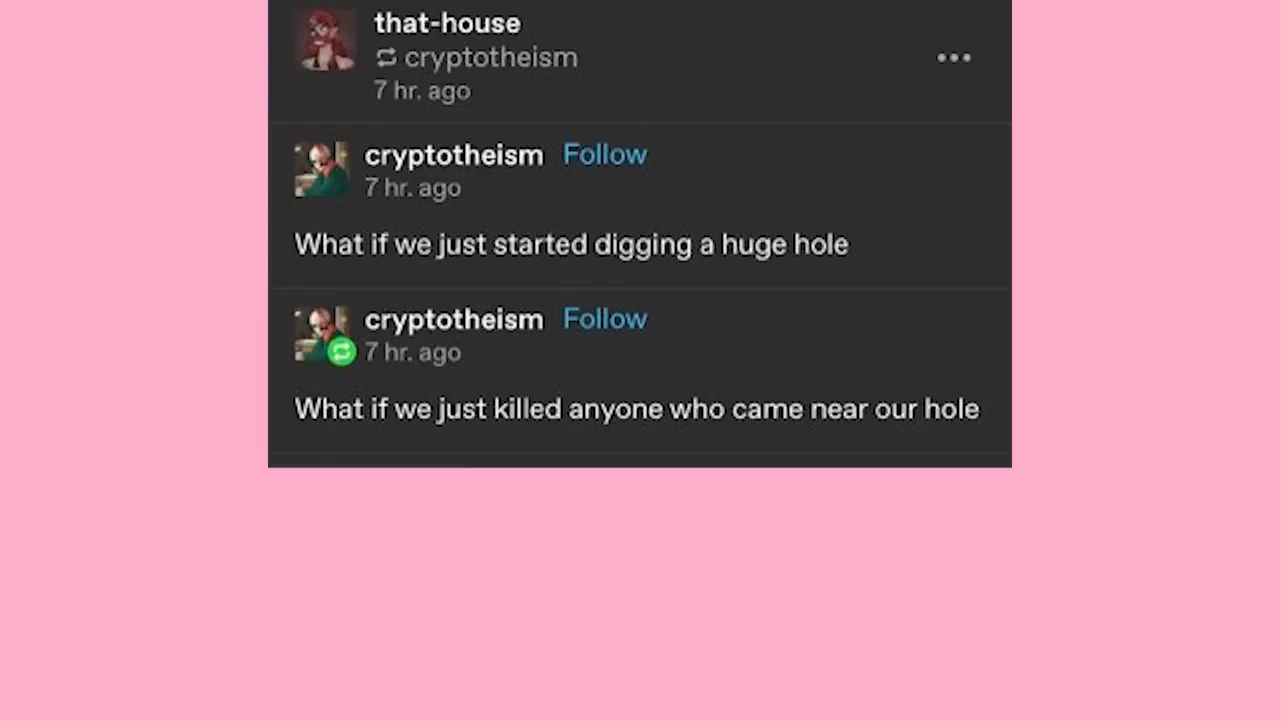 that-house
cryptotheism
7 hr. ago
cryptotheism Follow
7 hr. ago
What if we just started digging a huge hole
cryptotheism Follow
7 hr. ago
What if we just killed anyone who came near our hole